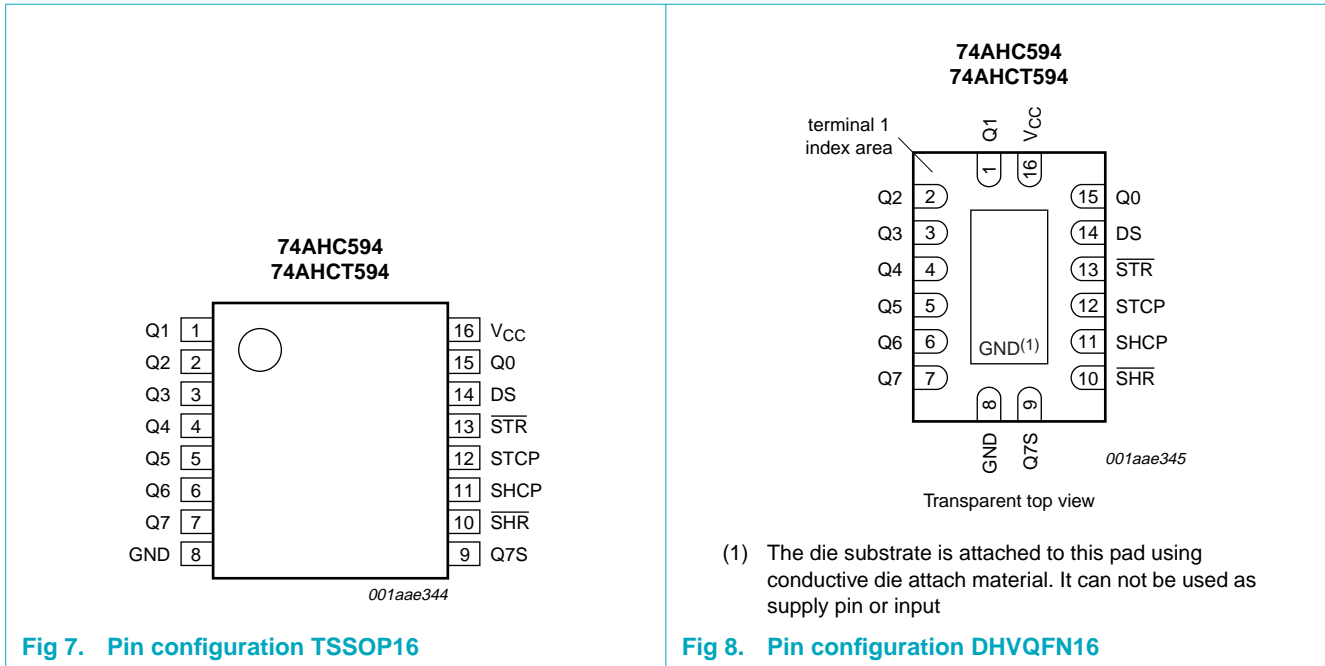 74AHC594
74AHCT594
Q1 1
Q2 2
Q3 3
Q4 4
Q5 5
Q6 6
Q7 7
GND 8
16 VCC
15 Q0
14 DS
13 S̅T̅R̅
12 STCP
11 SHCP
10 S̅H̅R̅
9 Q7S
001aae344
Fig 7. Pin configuration TSSOP16
74AHC594
74AHCT594
terminal 1
index area
Q1 VCC
1 16
Q2 2
Q3 3
Q4 4
Q5 5
Q6 6
Q7 7
15 Q0
14 DS
13 S̅T̅R̅
12 STCP
11 SHCP
10 S̅H̅R̅
GND(1)
8 9
GND Q7S
001aae345
Transparent top view
(1) The die substrate is attached to this pad using
conductive die attach material. It can not be used as
supply pin or input
Fig 8. Pin configuration DHVQFN16